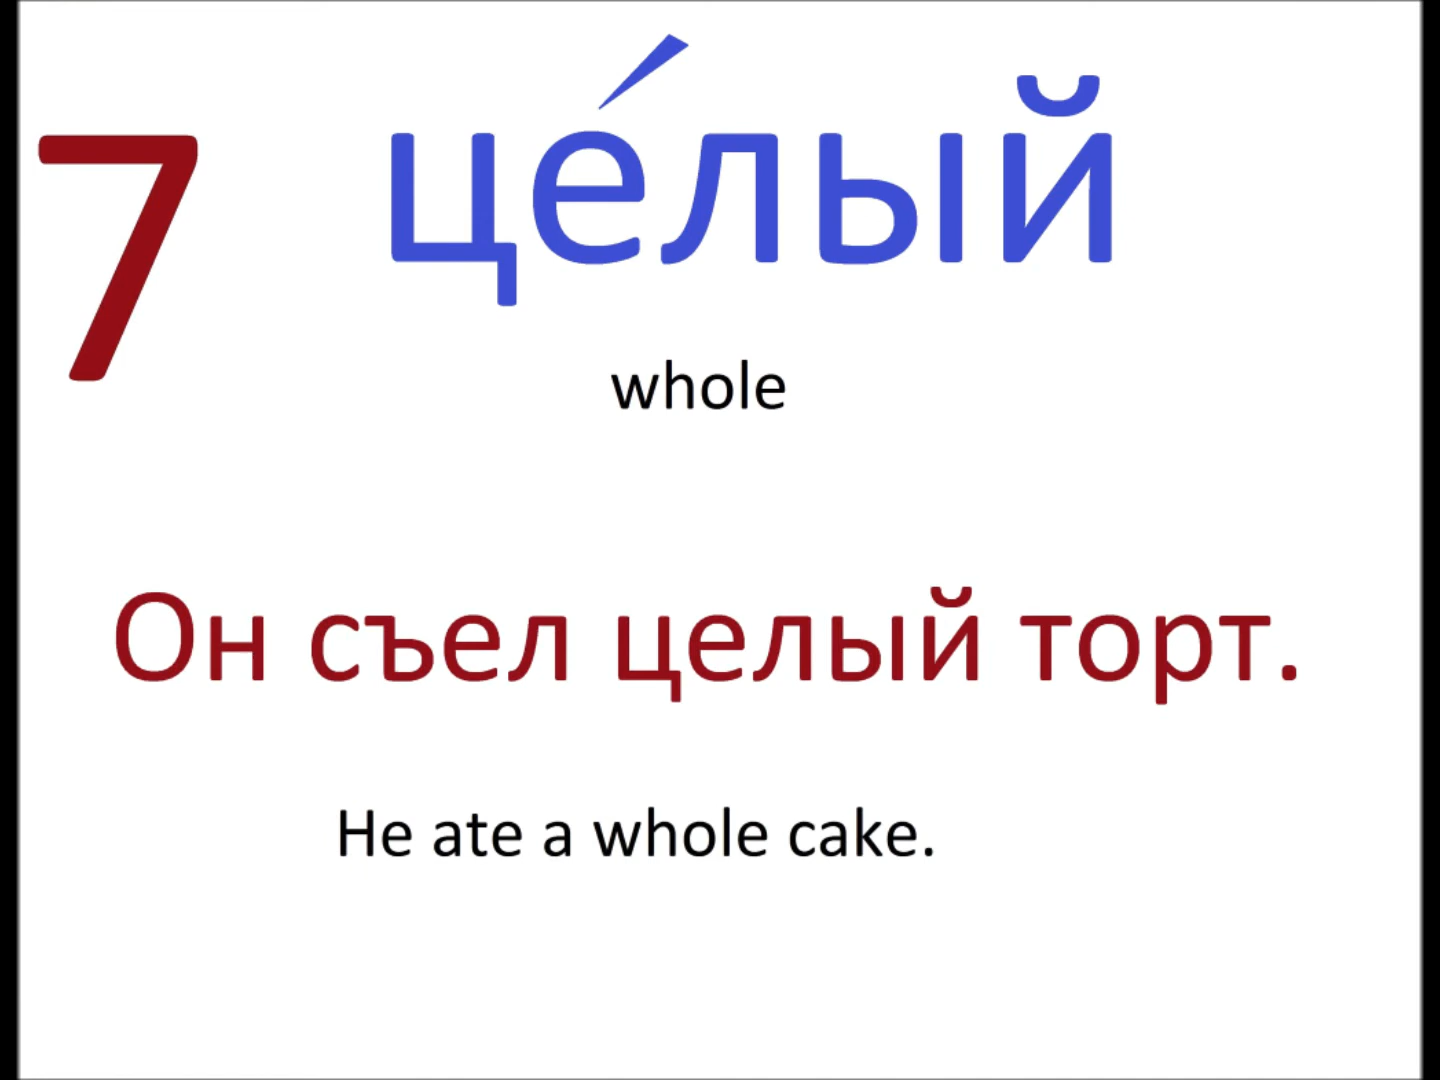 7
це́лый
whole
Он съел целый торт.
He ate a whole cake.